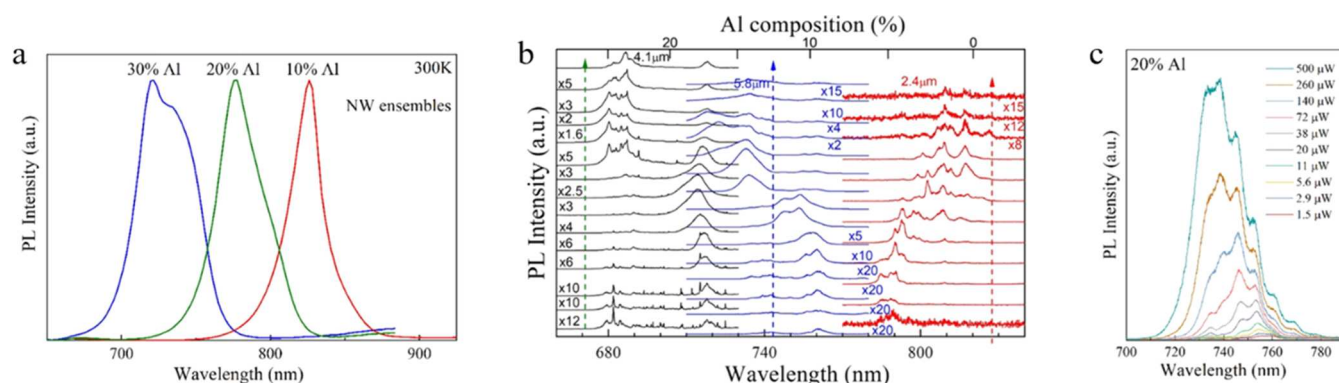 a
30% Al 20% Al 10% Al
300K
NW ensembles
PL Intensity (a.u.)
700 800 900
Wavelength (nm)
b
Al composition (%)
20 10 0
4.1μm
5.8μm
2.4μm
x5
x3
x2
x1.6
x5
x3
x2.5
x3
x4
x6
x6
x10
x10
x12
x15
x10
x4
x2
x5
x10
x20
x20
x20
x20
x15
x12
x8
PL Intensity (a.u.)
680 740 800
Wavelength (nm)
c
20% Al
500 μW
260 μW
140 μW
72 μW
38 μW
20 μW
11 μW
5.6 μW
2.9 μW
1.5 μW
PL Intensity (a.u.)
700 720 740 760 780
Wavelength (nm)